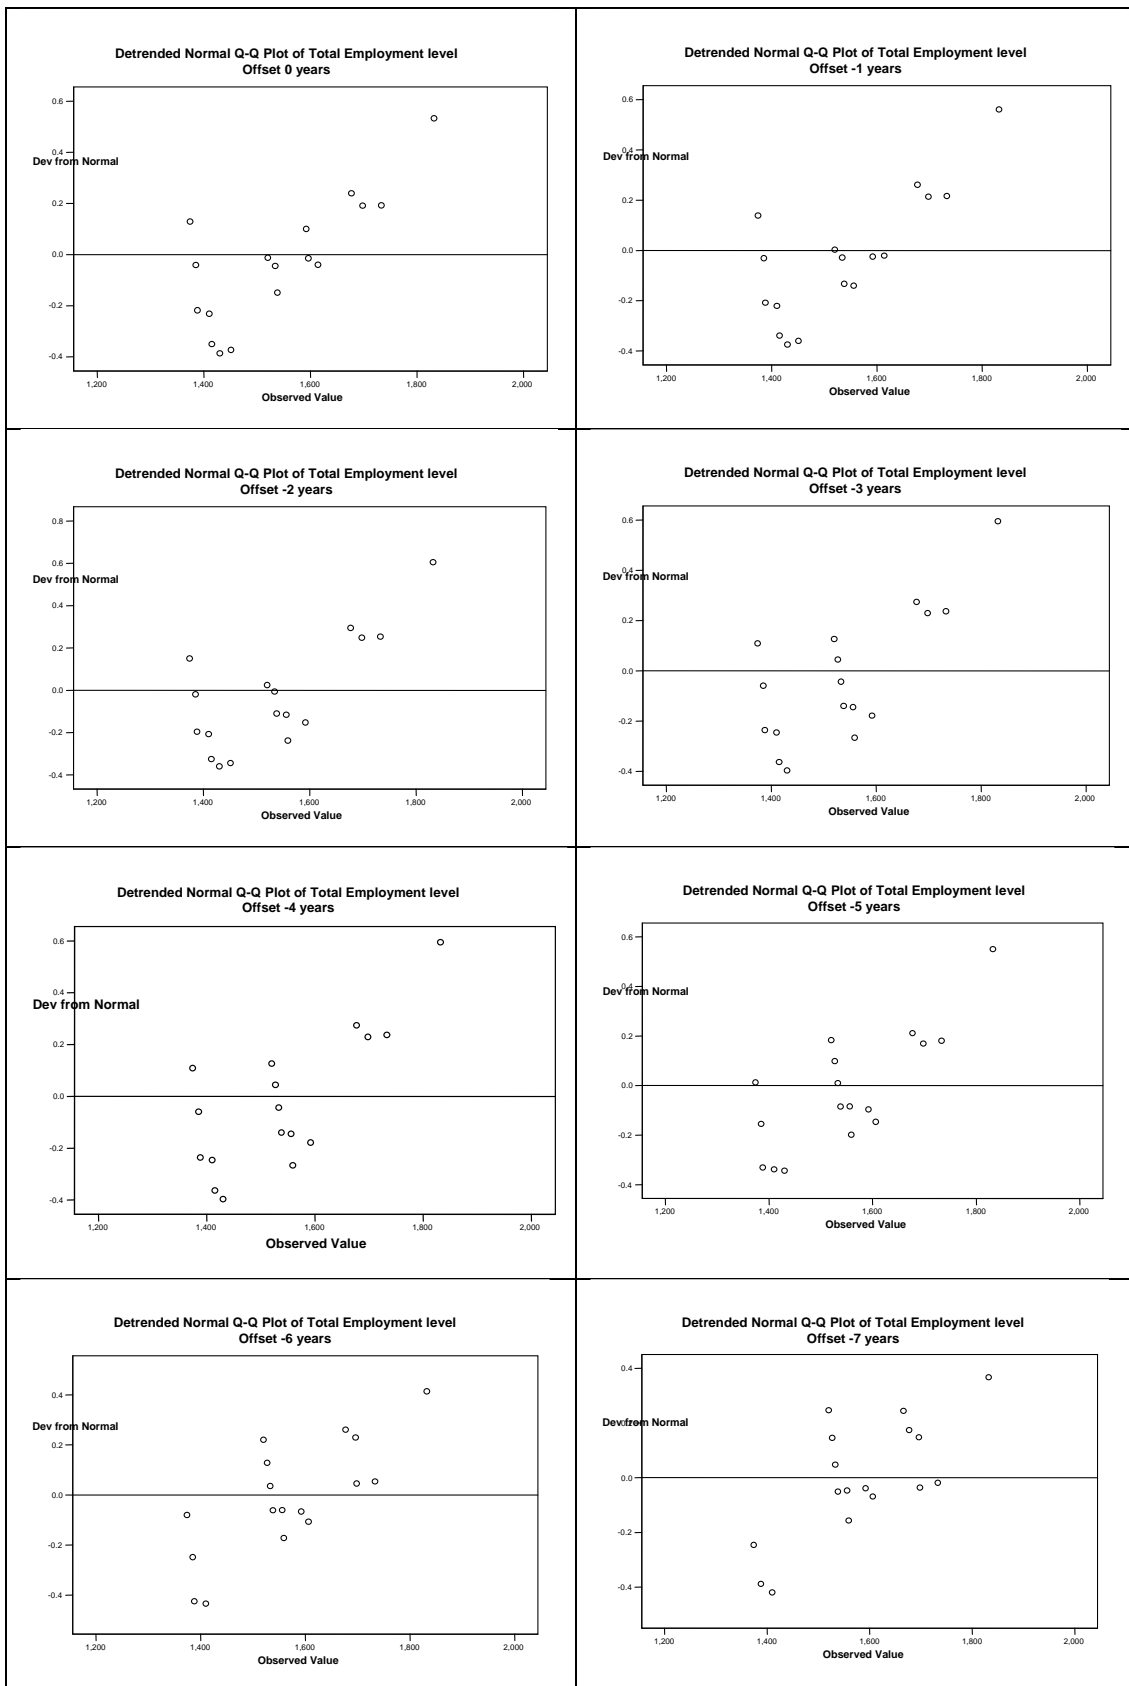 Detrended Normal Q-Q Plot of Total Employment level
Offset 0 years
0.6
0.4
Dev from Normal
0.2
0.0
-0.2
-0.4
1,200 1,400 1,600 1,800 2,000
Observed Value
Detrended Normal Q-Q Plot of Total Employment level
Offset -1 years
0.6
0.4
Dev from Normal
0.2
0.0
-0.2
-0.4
1,200 1,400 1,600 1,800 2,000
Observed Value
Detrended Normal Q-Q Plot of Total Employment level
Offset -2 years
0.8
0.6
Dev from Normal
0.4
0.2
0.0
-0.2
-0.4
1,200 1,400 1,600 1,800 2,000
Observed Value
Detrended Normal Q-Q Plot of Total Employment level
Offset -3 years
0.6
0.4
Dev from Normal
0.2
0.0
-0.2
-0.4
1,200 1,400 1,600 1,800 2,000
Observed Value
Detrended Normal Q-Q Plot of Total Employment level
Offset -4 years
0.6
0.4
Dev from Normal
0.2
0.0
-0.2
-0.4
1,200 1,400 1,600 1,800 2,000
Observed Value
Detrended Normal Q-Q Plot of Total Employment level
Offset -5 years
0.6
0.4
Dev from Normal
0.2
0.0
-0.2
-0.4
1,200 1,400 1,600 1,800 2,000
Observed Value
Detrended Normal Q-Q Plot of Total Employment level
Offset -6 years
0.4
Dev from Normal
0.2
0.0
-0.2
-0.4
1,200 1,400 1,600 1,800 2,000
Observed Value
Detrended Normal Q-Q Plot of Total Employment level
Offset -7 years
0.4
Dev from Normal
0.2
0.0
-0.2
-0.4
1,200 1,400 1,600 1,800 2,000
Observed Value